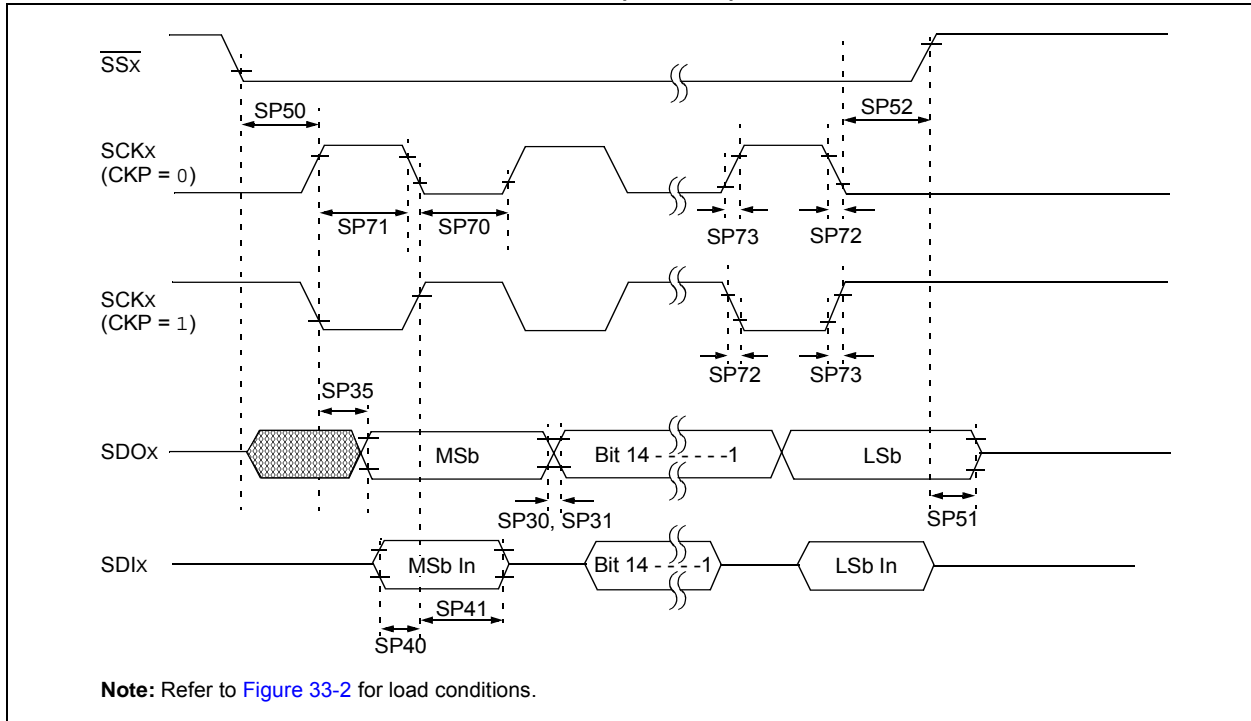 SSx
SP50
SP52
SCKx
(CKP = 0)
SP71
SP70
SP73
SP72
SCKx
(CKP = 1)
SP72
SP73
SP35
SDOx
MSb
Bit 14 - - - - - -1
LSb
SP30, SP31
SP51
SDIx
MSb In
Bit 14 - - - -1
LSb In
SP41
SP40
Note: Refer to Figure 33-2 for load conditions.